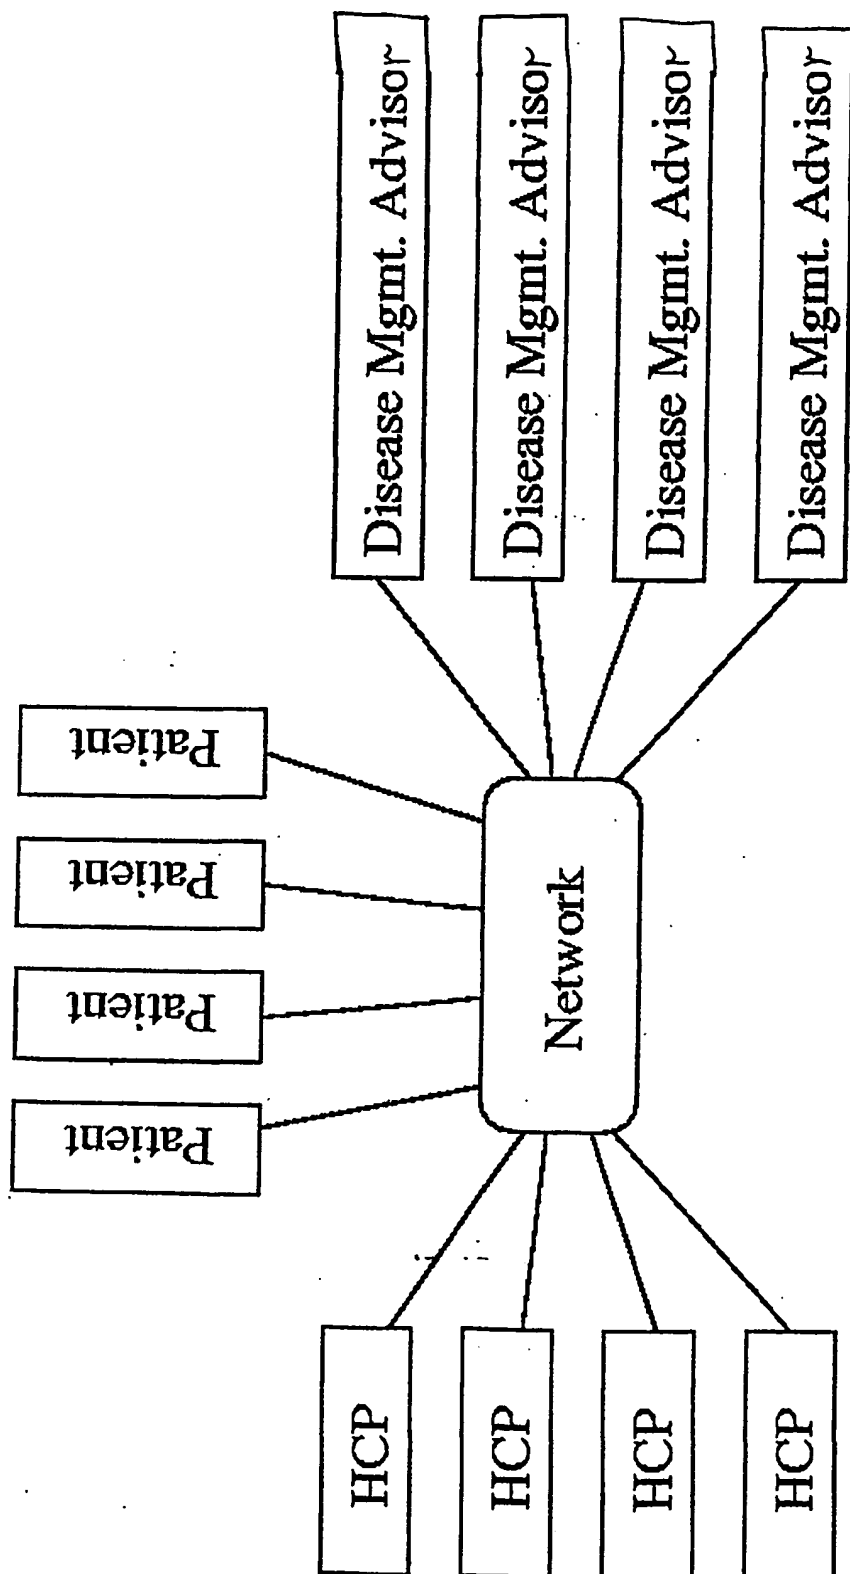 Patient
Patient
Patient
Patient
HCP
HCP
HCP
HCP
Network
Disease Mgmt. Advisor
Disease Mgmt. Advisor
Disease Mgmt. Advisor
Disease Mgmt. Advisor